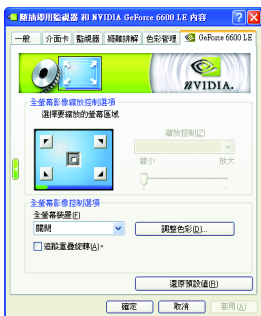 隨插即用監視器 和 NVIDIA GeForce 6600 LE 內容
一般 介面卡 監視器 疑難排解 色彩管理 GeForce 6600 LE
nVIDIA.
全螢幕影像縮放控制選項
選擇要縮放的螢幕區域
縮放控制(C)
縮小 放大
全螢幕影像控制選項
全螢幕裝置(F)
關閉
調整色彩(D)...
追蹤重疊旋轉(A)。
還原預設值(R)
確定 取消 套用(A)